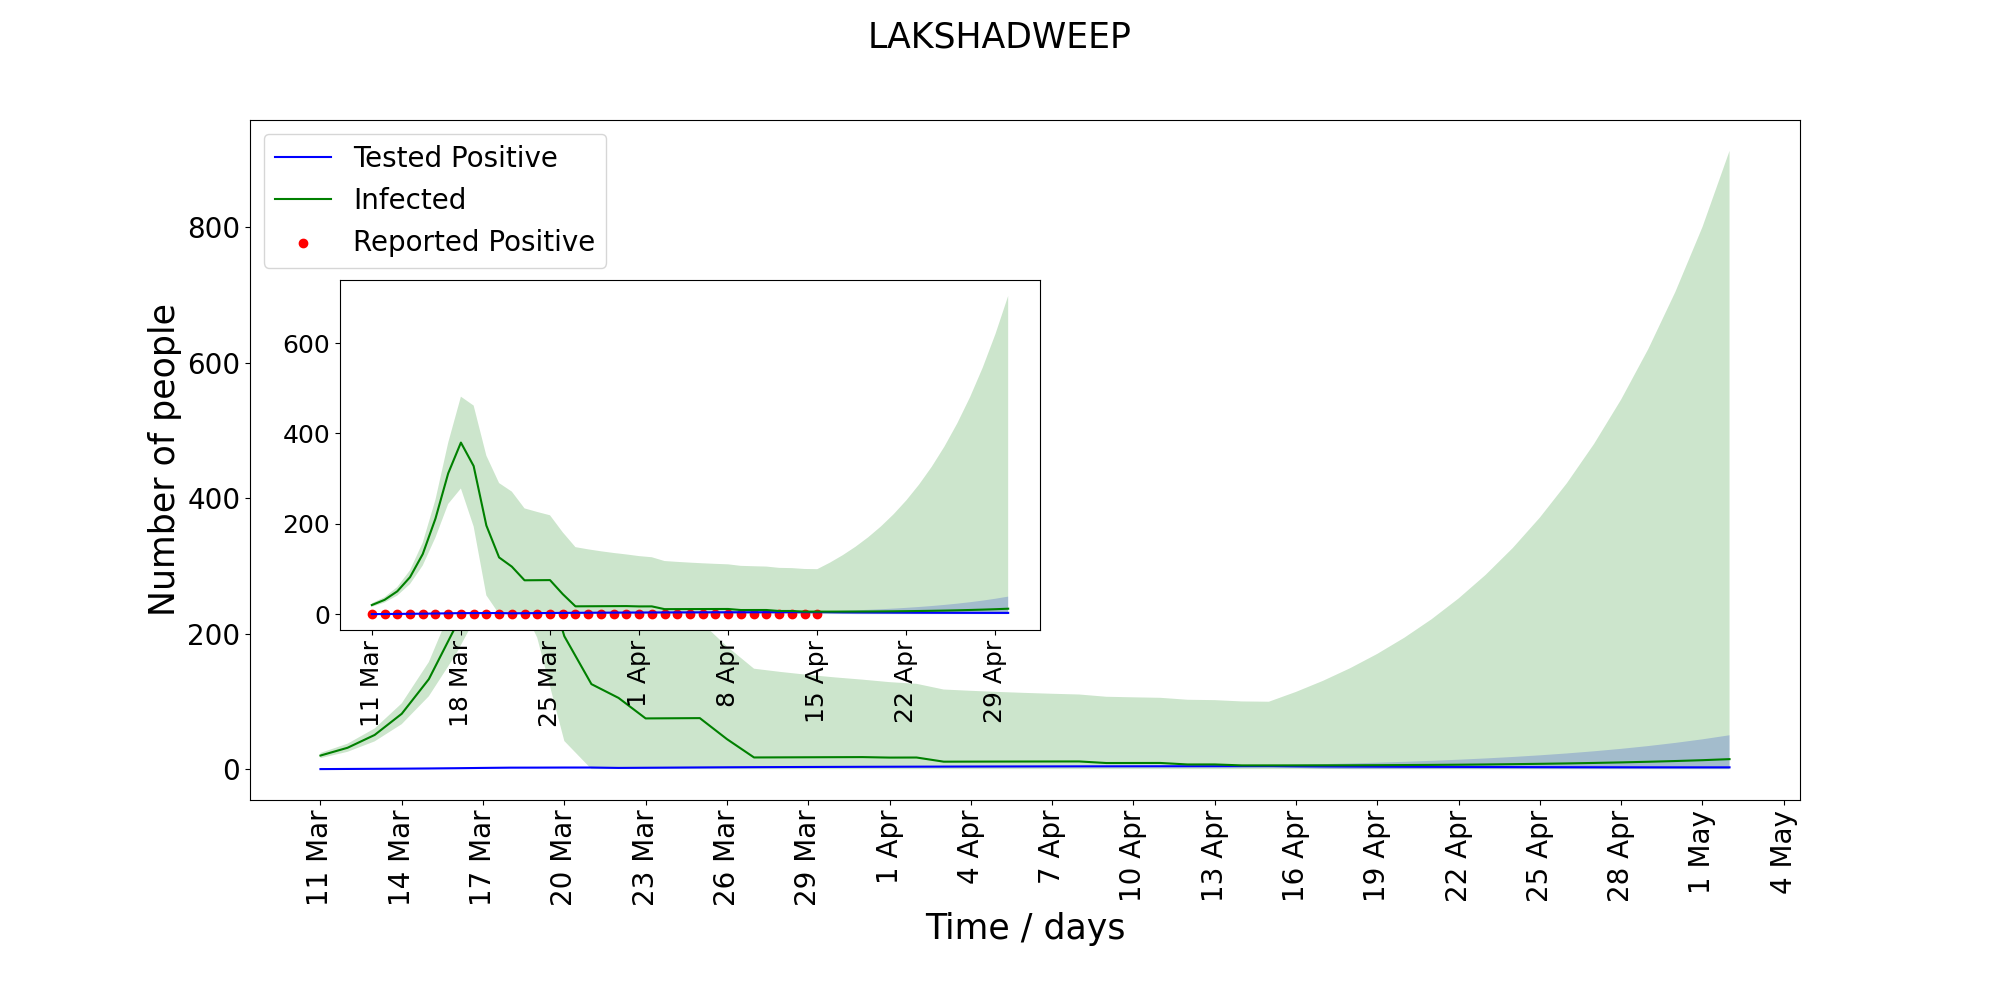 LAKSHADWEEP
Tested Positive
Infected
Reported Positive
Number of people
800
600
400
200
0
600
400
200
0
11 Mar
18 Mar
25 Mar
1 Apr
8 Apr
15 Apr
22 Apr
29 Apr
11 Mar
14 Mar
17 Mar
20 Mar
23 Mar
26 Mar
29 Mar
1 Apr
4 Apr
7 Apr
10 Apr
13 Apr
16 Apr
19 Apr
22 Apr
25 Apr
28 Apr
1 May
4 May
Time / days